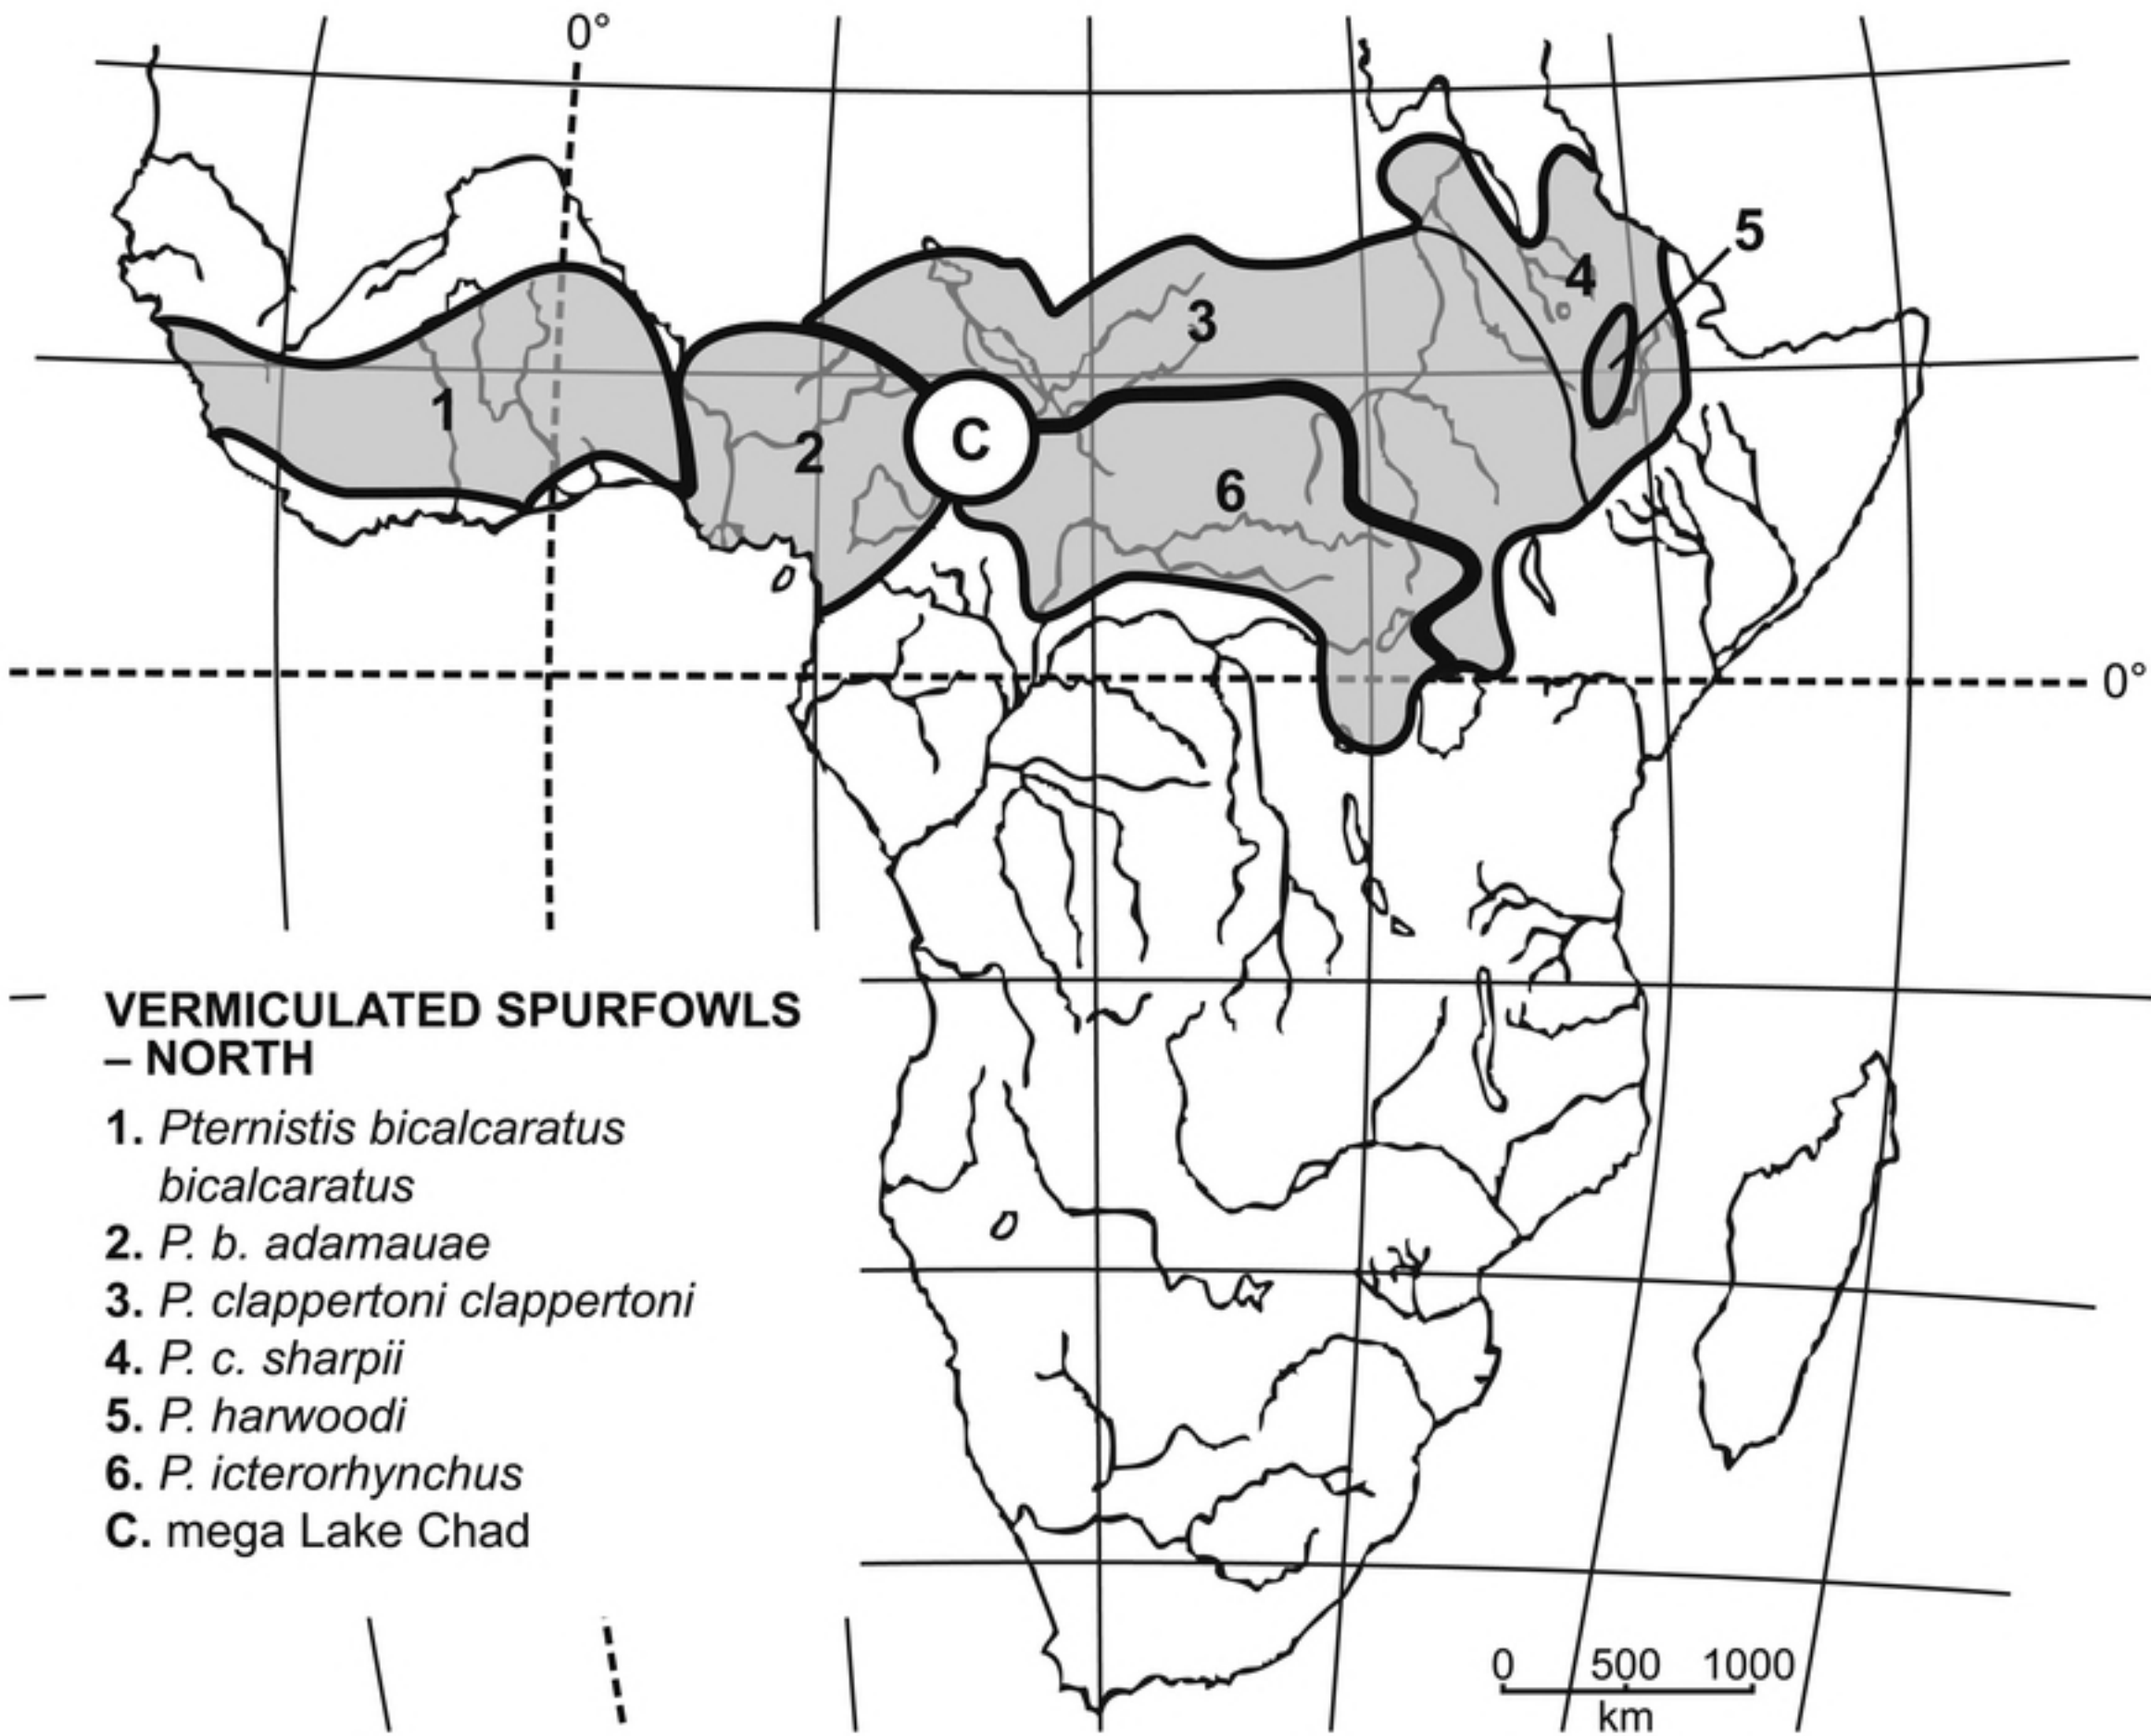 0°
5
4
3
1
2
C
6
0°
VERMICULATED SPURFOWLS
– NORTH
1. Pternistis bicalcaratus
bicalcaratus
2. P. b. adamauae
3. P. clappertoni clappertoni
4. P. c. sharpii
5. P. harwoodi
6. P. icterorhynchus
C. mega Lake Chad
0 500 1000
km